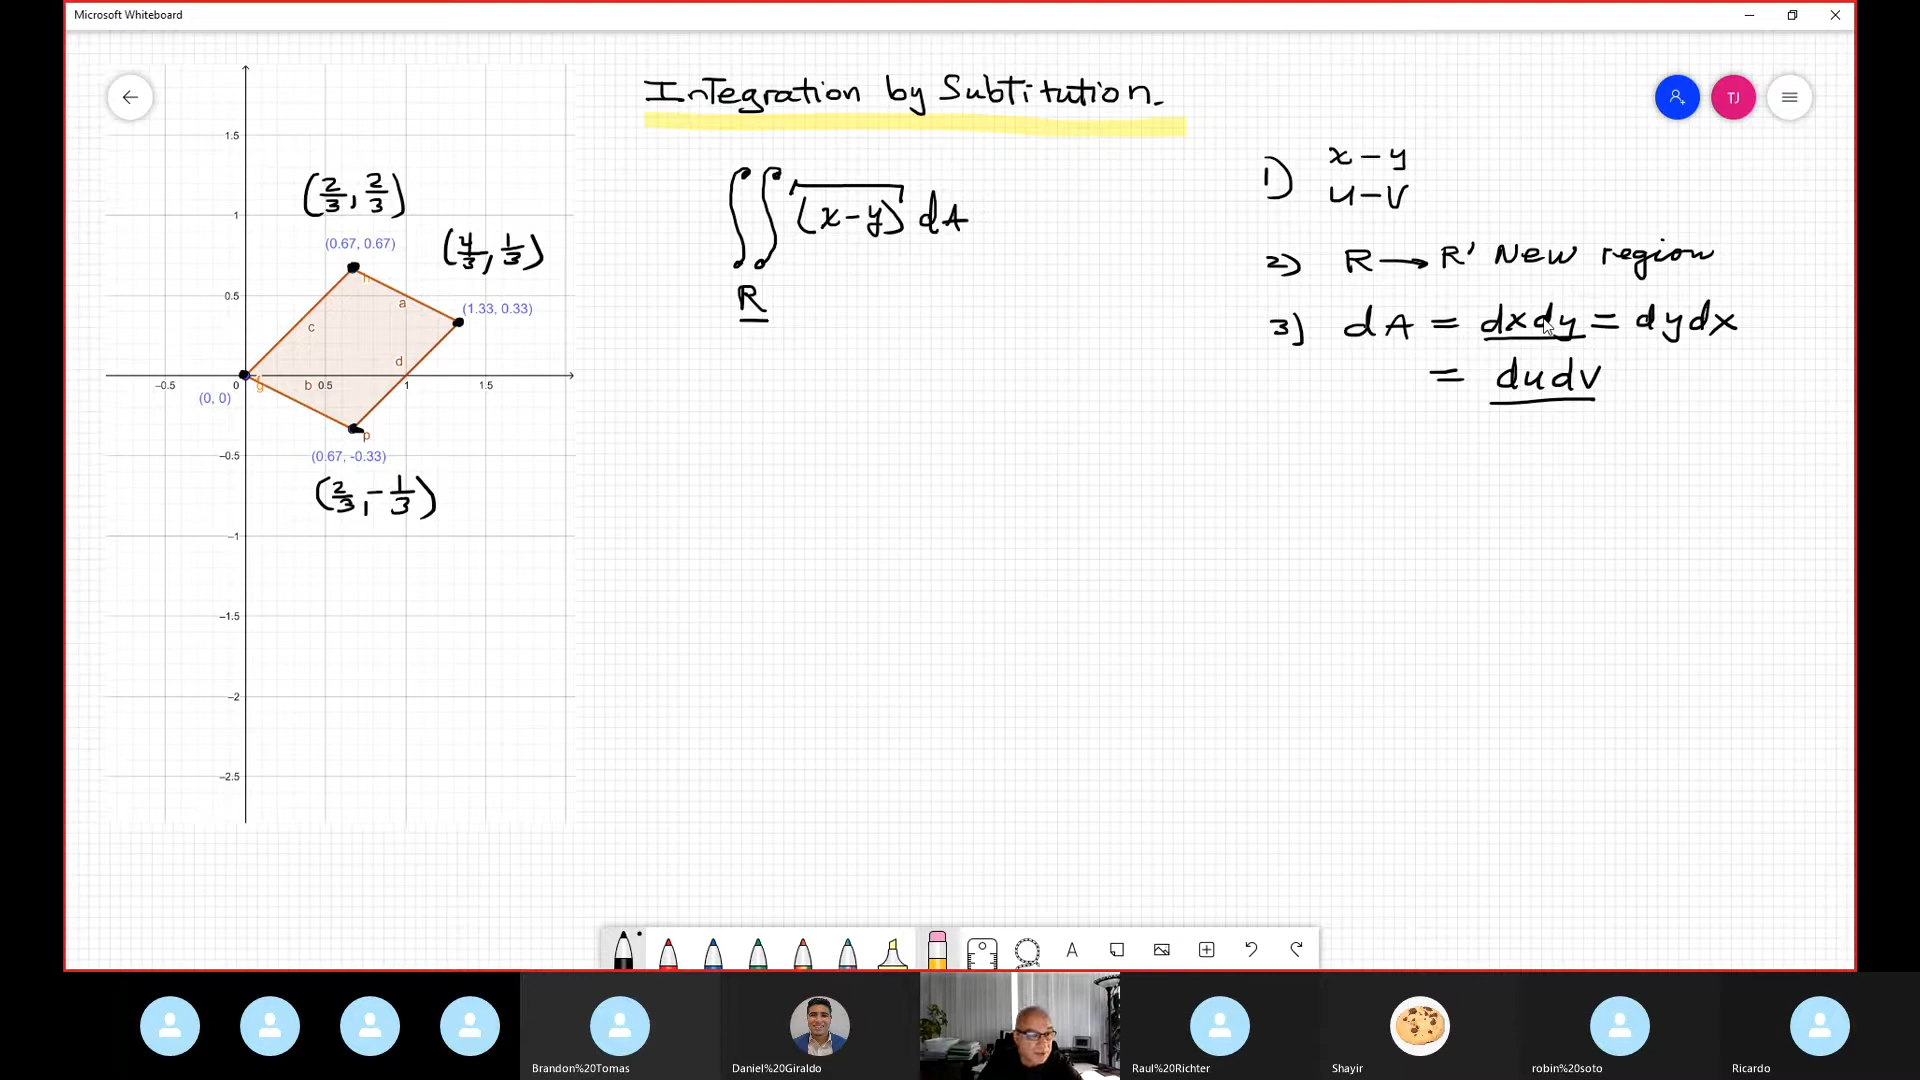 Microsoft Whiteboard
Integration by Subtitution.
∫∫ (x-y) dA
R
1) x - y
u - v
2) R → R' New region
3) dA = dxdy = dydx
= dudv
1.5
(2/3, 2/3)
1
(0.67, 0.67)
(4/3, 1/3)
h
0.5
a
(1.33, 0.33)
c
d
-0.5
0
g
b
0.5
1
1.5
(0, 0)
p
-0.5
(0.67, -0.33)
(2/3, -1/3)
-1
-1.5
-2
-2.5
TJ
A
Brandon%20Tomas
Daniel%20Giraldo
Raul%20Richter
Shayir
robin%20soto
Ricardo